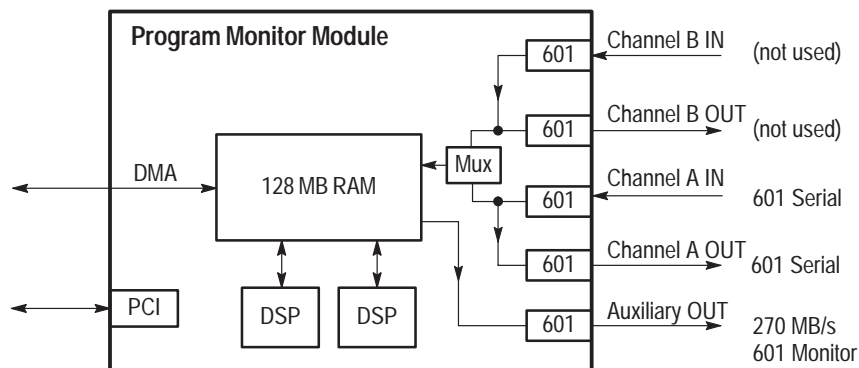 Program Monitor Module
601
Channel B IN
(not used)
601
Channel B OUT
(not used)
DMA
128 MB RAM
Mux
601
Channel A IN
601 Serial
601
Channel A OUT
601 Serial
PCI
DSP
DSP
601
Auxiliary OUT
270 MB/s
601 Monitor